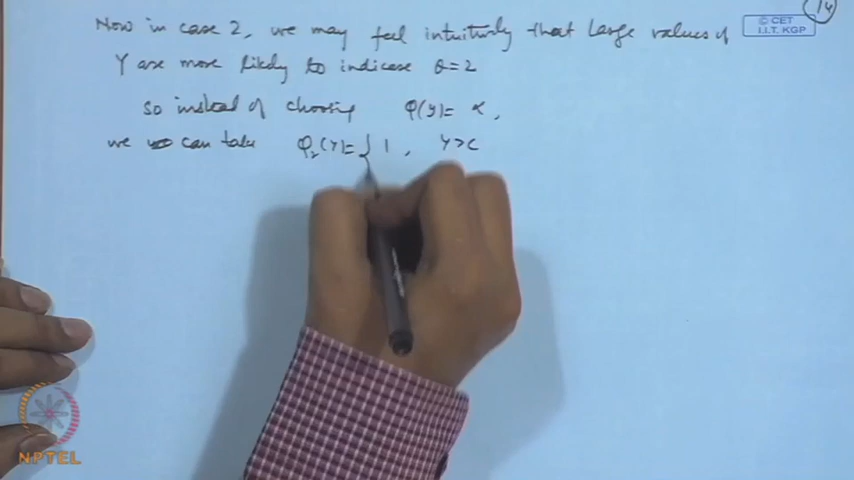 14
© CET
I.I.T. KGP
Now in case 2, we may feel intuitively that large values of
Y are more likely to indicate θ=2
so instead of choosing φ(y)= α,
we can take φ₂(Y)= { 1, Y>c
NPTEL